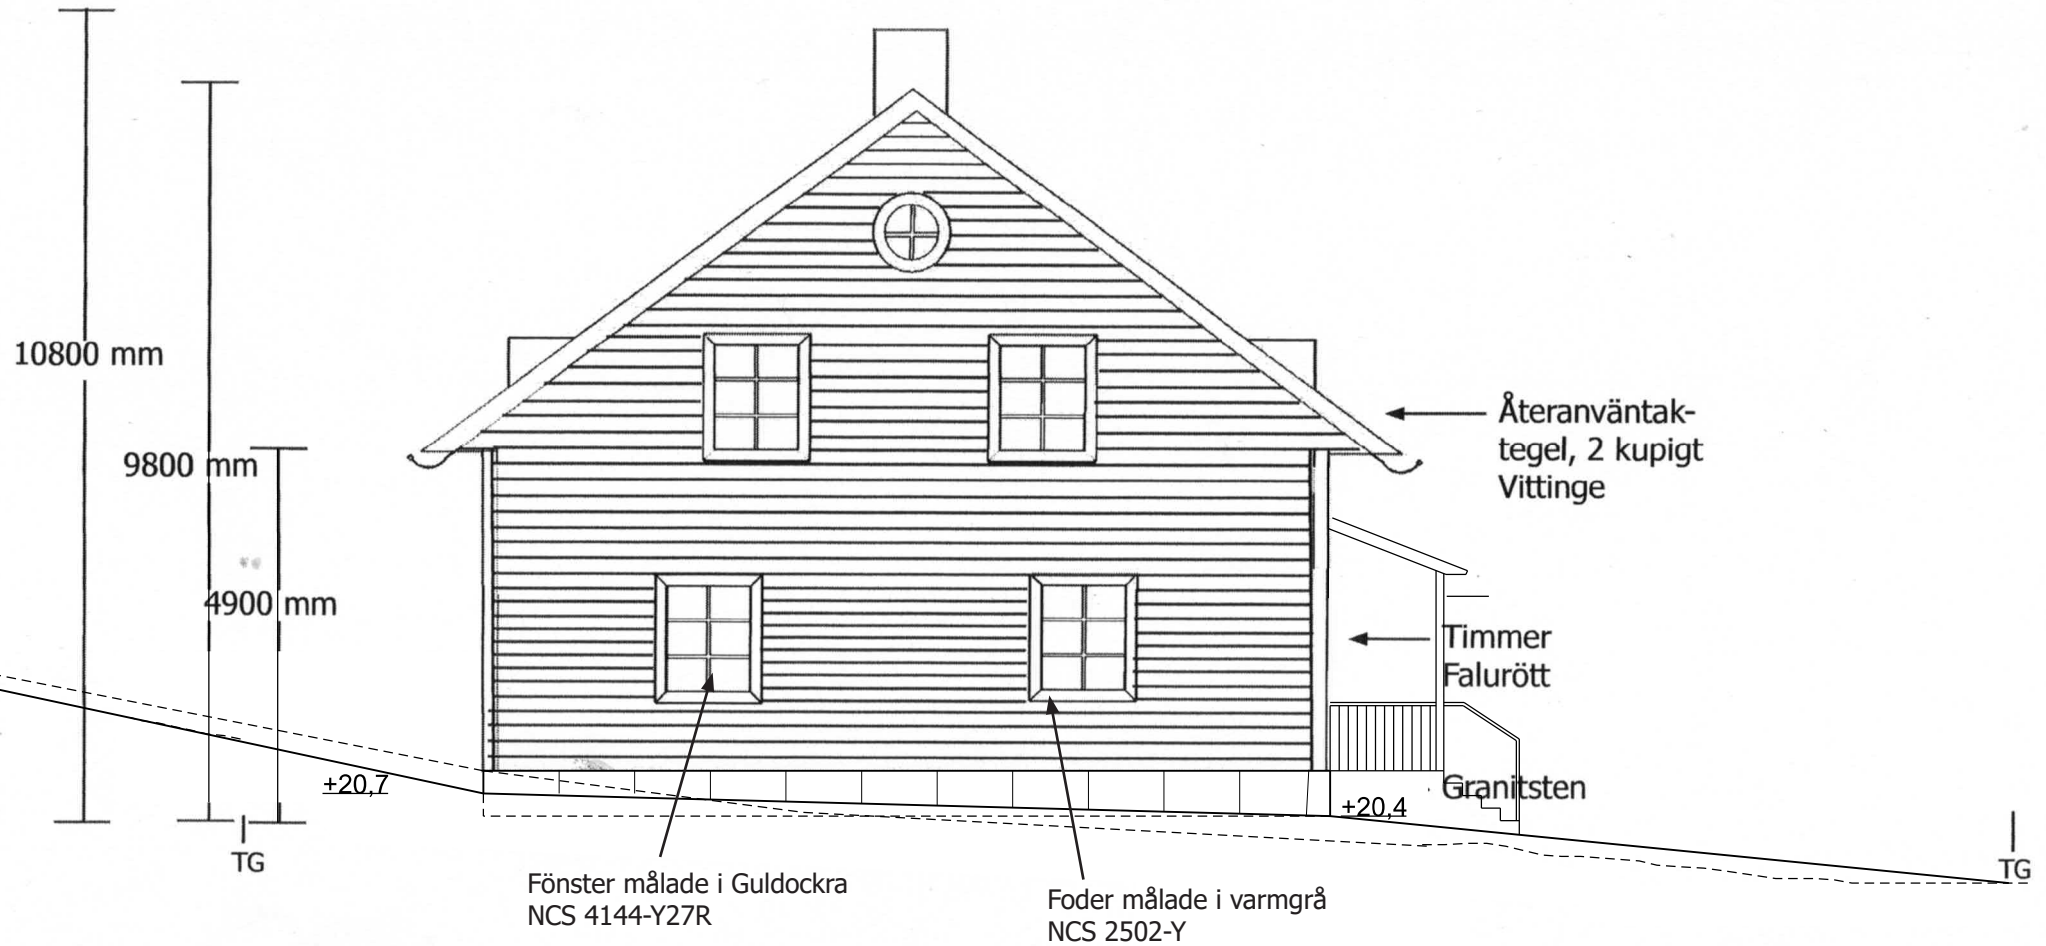 10800 mm
9800 mm
4900 mm
Återanväntak-
tegel, 2 kupigt
Vittinge
Timmer
Falurött
+20,7
Granitsten
+20,4
TG
TG
Fönster målade i Guldockra
NCS 4144-Y27R
Foder målade i varmgrå
NCS 2502-Y